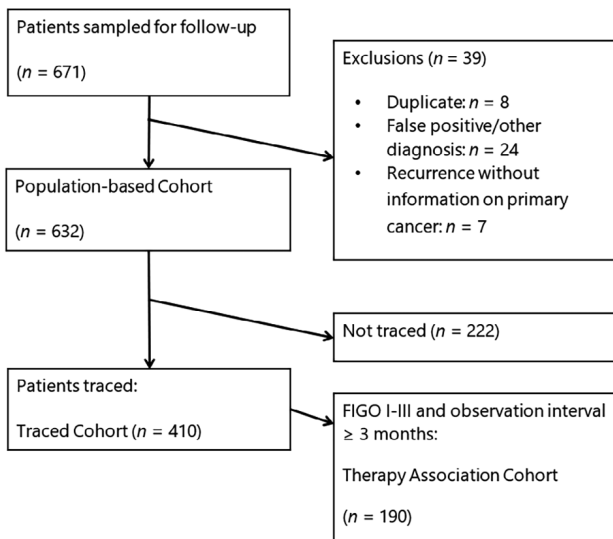 Patients sampled for follow-up
(n = 671)
Exclusions (n = 39)
• Duplicate: n = 8
• False positive/other
diagnosis: n = 24
• Recurrence without
information on primary
cancer: n = 7
Population-based Cohort
(n = 632)
Not traced (n = 222)
Patients traced:
Traced Cohort (n = 410)
FIGO I-III and observation interval
≥ 3 months:
Therapy Association Cohort
(n = 190)